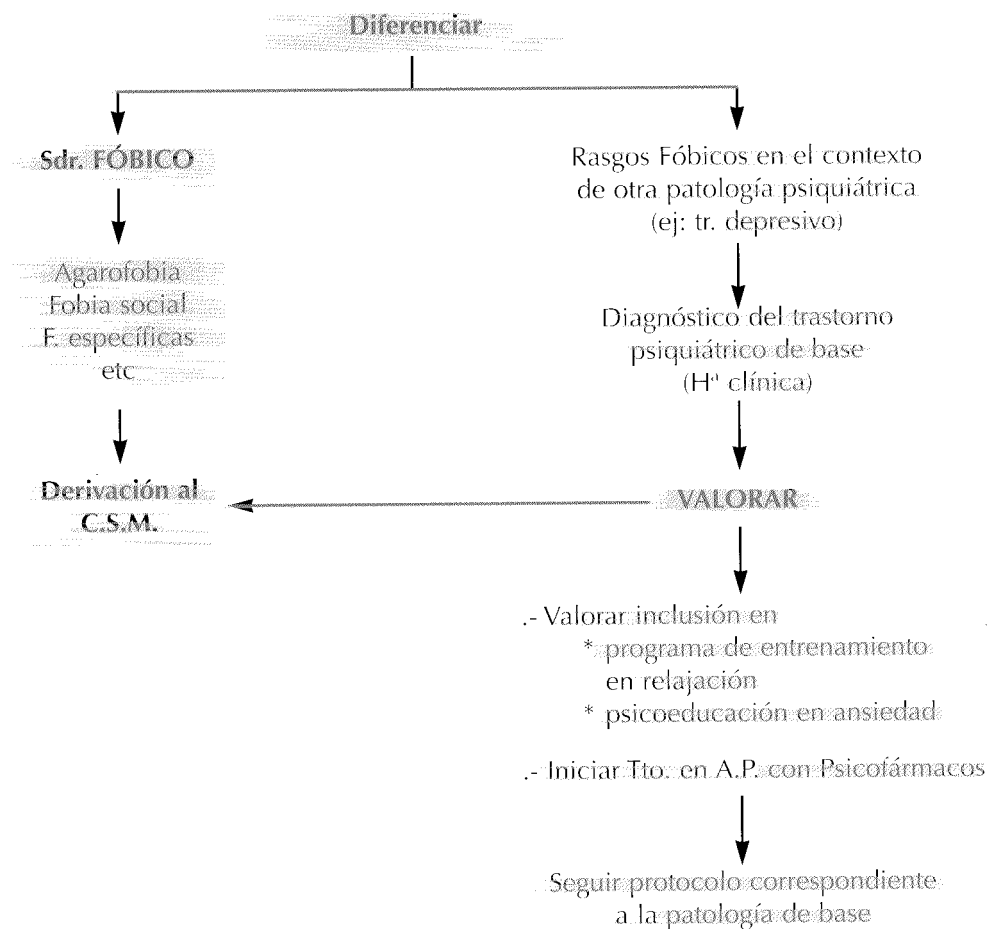 Diferenciar
Sdr. FÓBICO
Agarofobia
Fobia social
F. específicas
etc
Derivación al
C.S.M.
Rasgos Fóbicos en el contexto
de otra patología psiquiátrica
(ej: tr. depresivo)
Diagnóstico del trastorno
psiquiátrico de base
(Hª clínica)
VALORAR
.- Valorar inclusión en
* programa de entrenamiento
en relajación
* psicoeducación en ansiedad
.- Iniciar Tto. en A.P. con Psicofármacos
Seguir protocolo correspondiente
a la patología de base